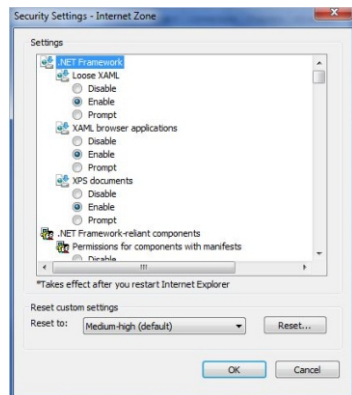 Security Settings - Internet Zone
Settings
.NET Framework
Loose XAML
Disable
Enable
Prompt
XAML browser applications
Disable
Enable
Prompt
XPS documents
Disable
Enable
Prompt
.NET Framework-reliant components
Permissions for components with manifests
Disable
*Takes effect after you restart Internet Explorer
Reset custom settings
Reset to: Medium-high (default) Reset...
OK Cancel